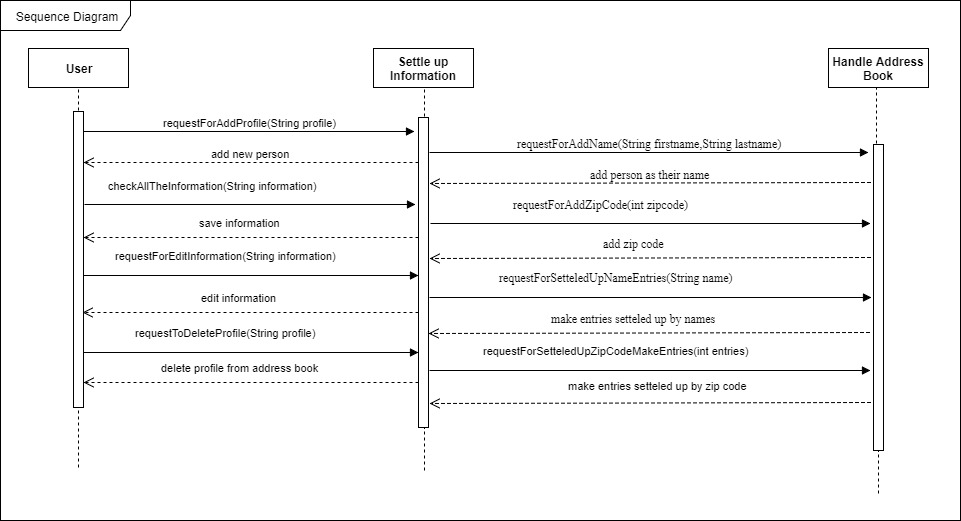 Sequence Diagram
User
Settle up
Information
Handle Address
Book
requestForAddProfile(String profile)
requestForAddName(String firstname,String lastname)
add new person
add person as their name
checkAllTheInformation(String information)
requestForAddZipCode(int zipcode)
save information
add zip code
requestForEditInformation(String information)
requestForSetteledUpNameEntries(String name)
edit information
make entries setteled up by names
requestToDeleteProfile(String profile)
requestForSetteledUpZipCodeMakeEntries(int entries)
delete profile from address book
make entries setteled up by zip code